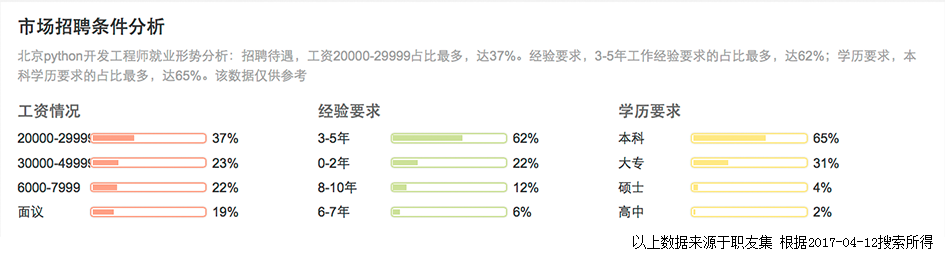 市场招聘条件分析
北京python开发工程师就业形势分析：招聘待遇，工资20000-29999占比最多，达37%。经验要求，3-5年工作经验要求的占比最多，达62%；学历要求，本
科学历要求的占比最多，达65%。该数据仅供参考
工资情况 经验要求 学历要求
20000-29999 37% 3-5年 62% 本科 65%
30000-49999 23% 0-2年 22% 大专 31%
6000-7999 22% 8-10年 12% 硕士 4%
面议 19% 6-7年 6% 高中 2%
以上数据来源于职友集 根据2017-04-12搜索所得